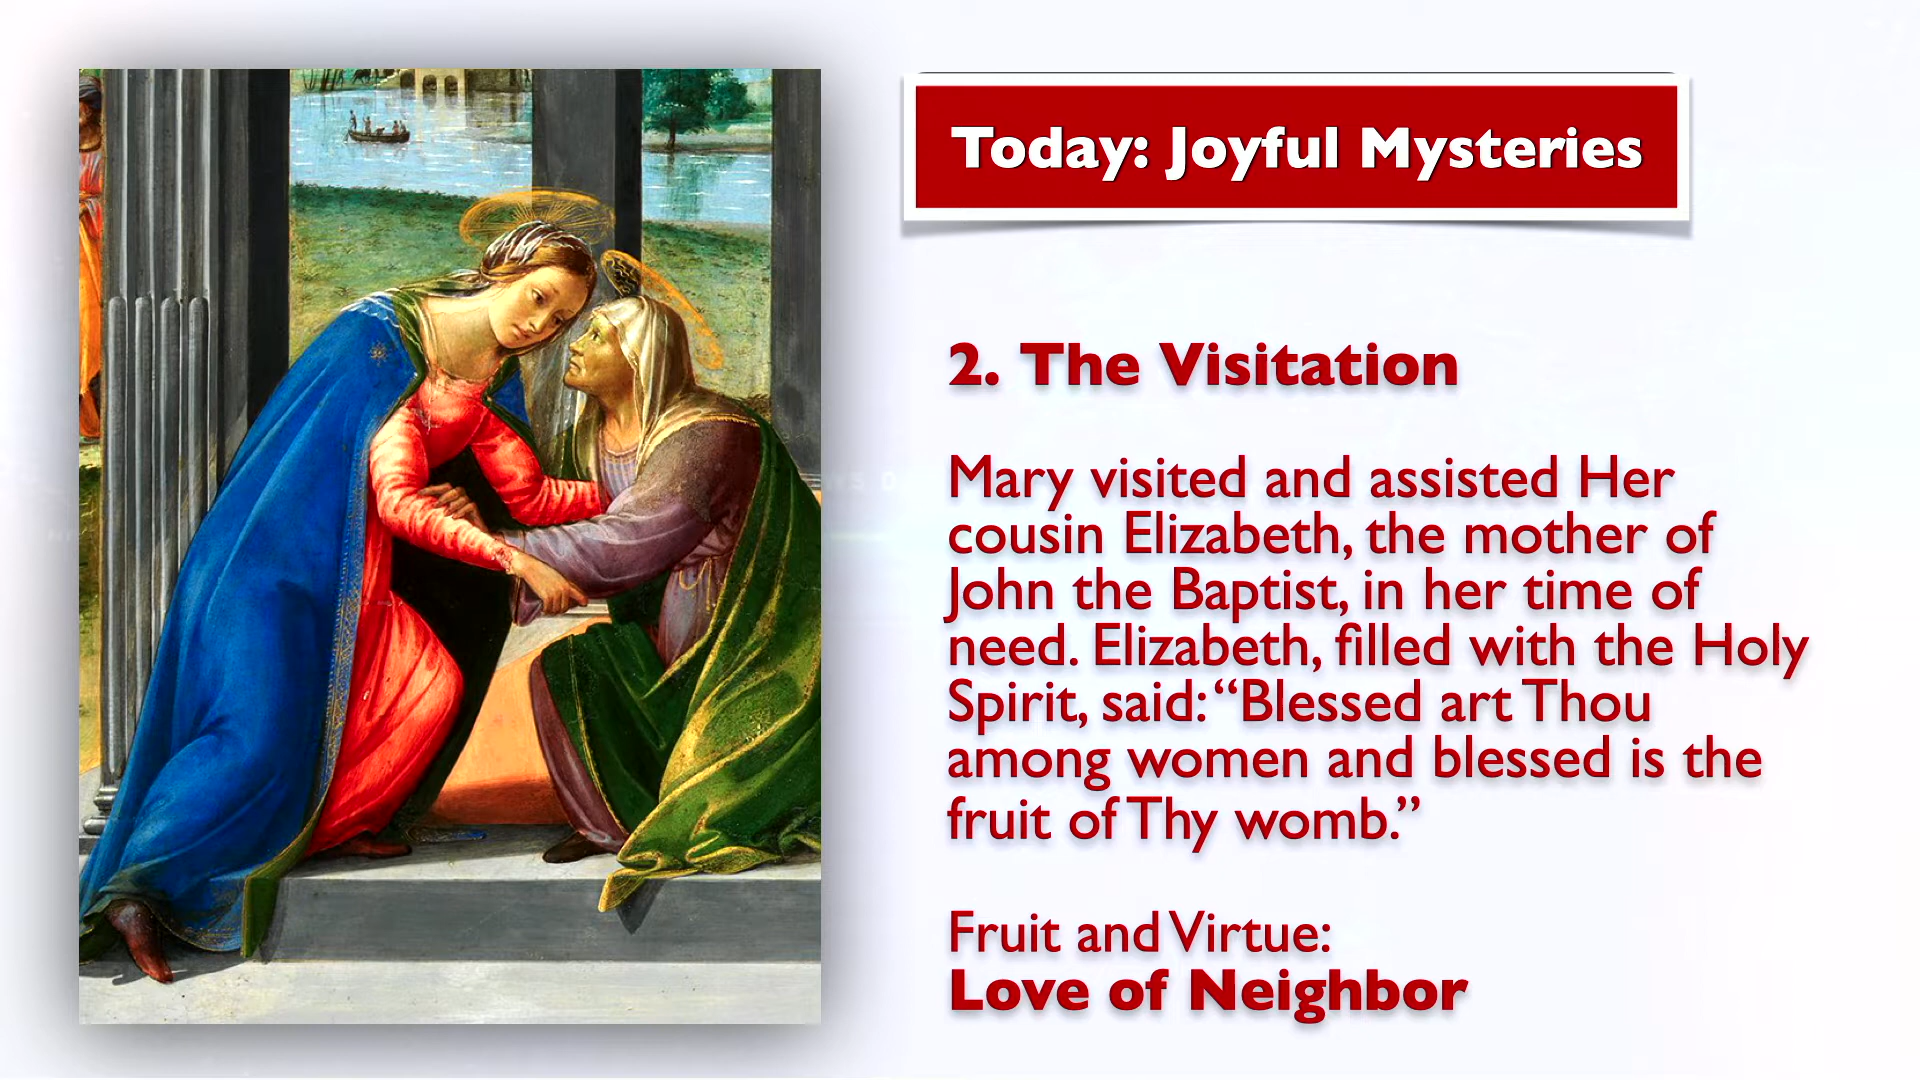 Today: Joyful Mysteries
2. The Visitation
Mary visited and assisted Her
cousin Elizabeth, the mother of
John the Baptist, in her time of
need. Elizabeth, filled with the Holy
Spirit, said: “Blessed art Thou
among women and blessed is the
fruit of Thy womb.”
Fruit and Virtue:
Love of Neighbor